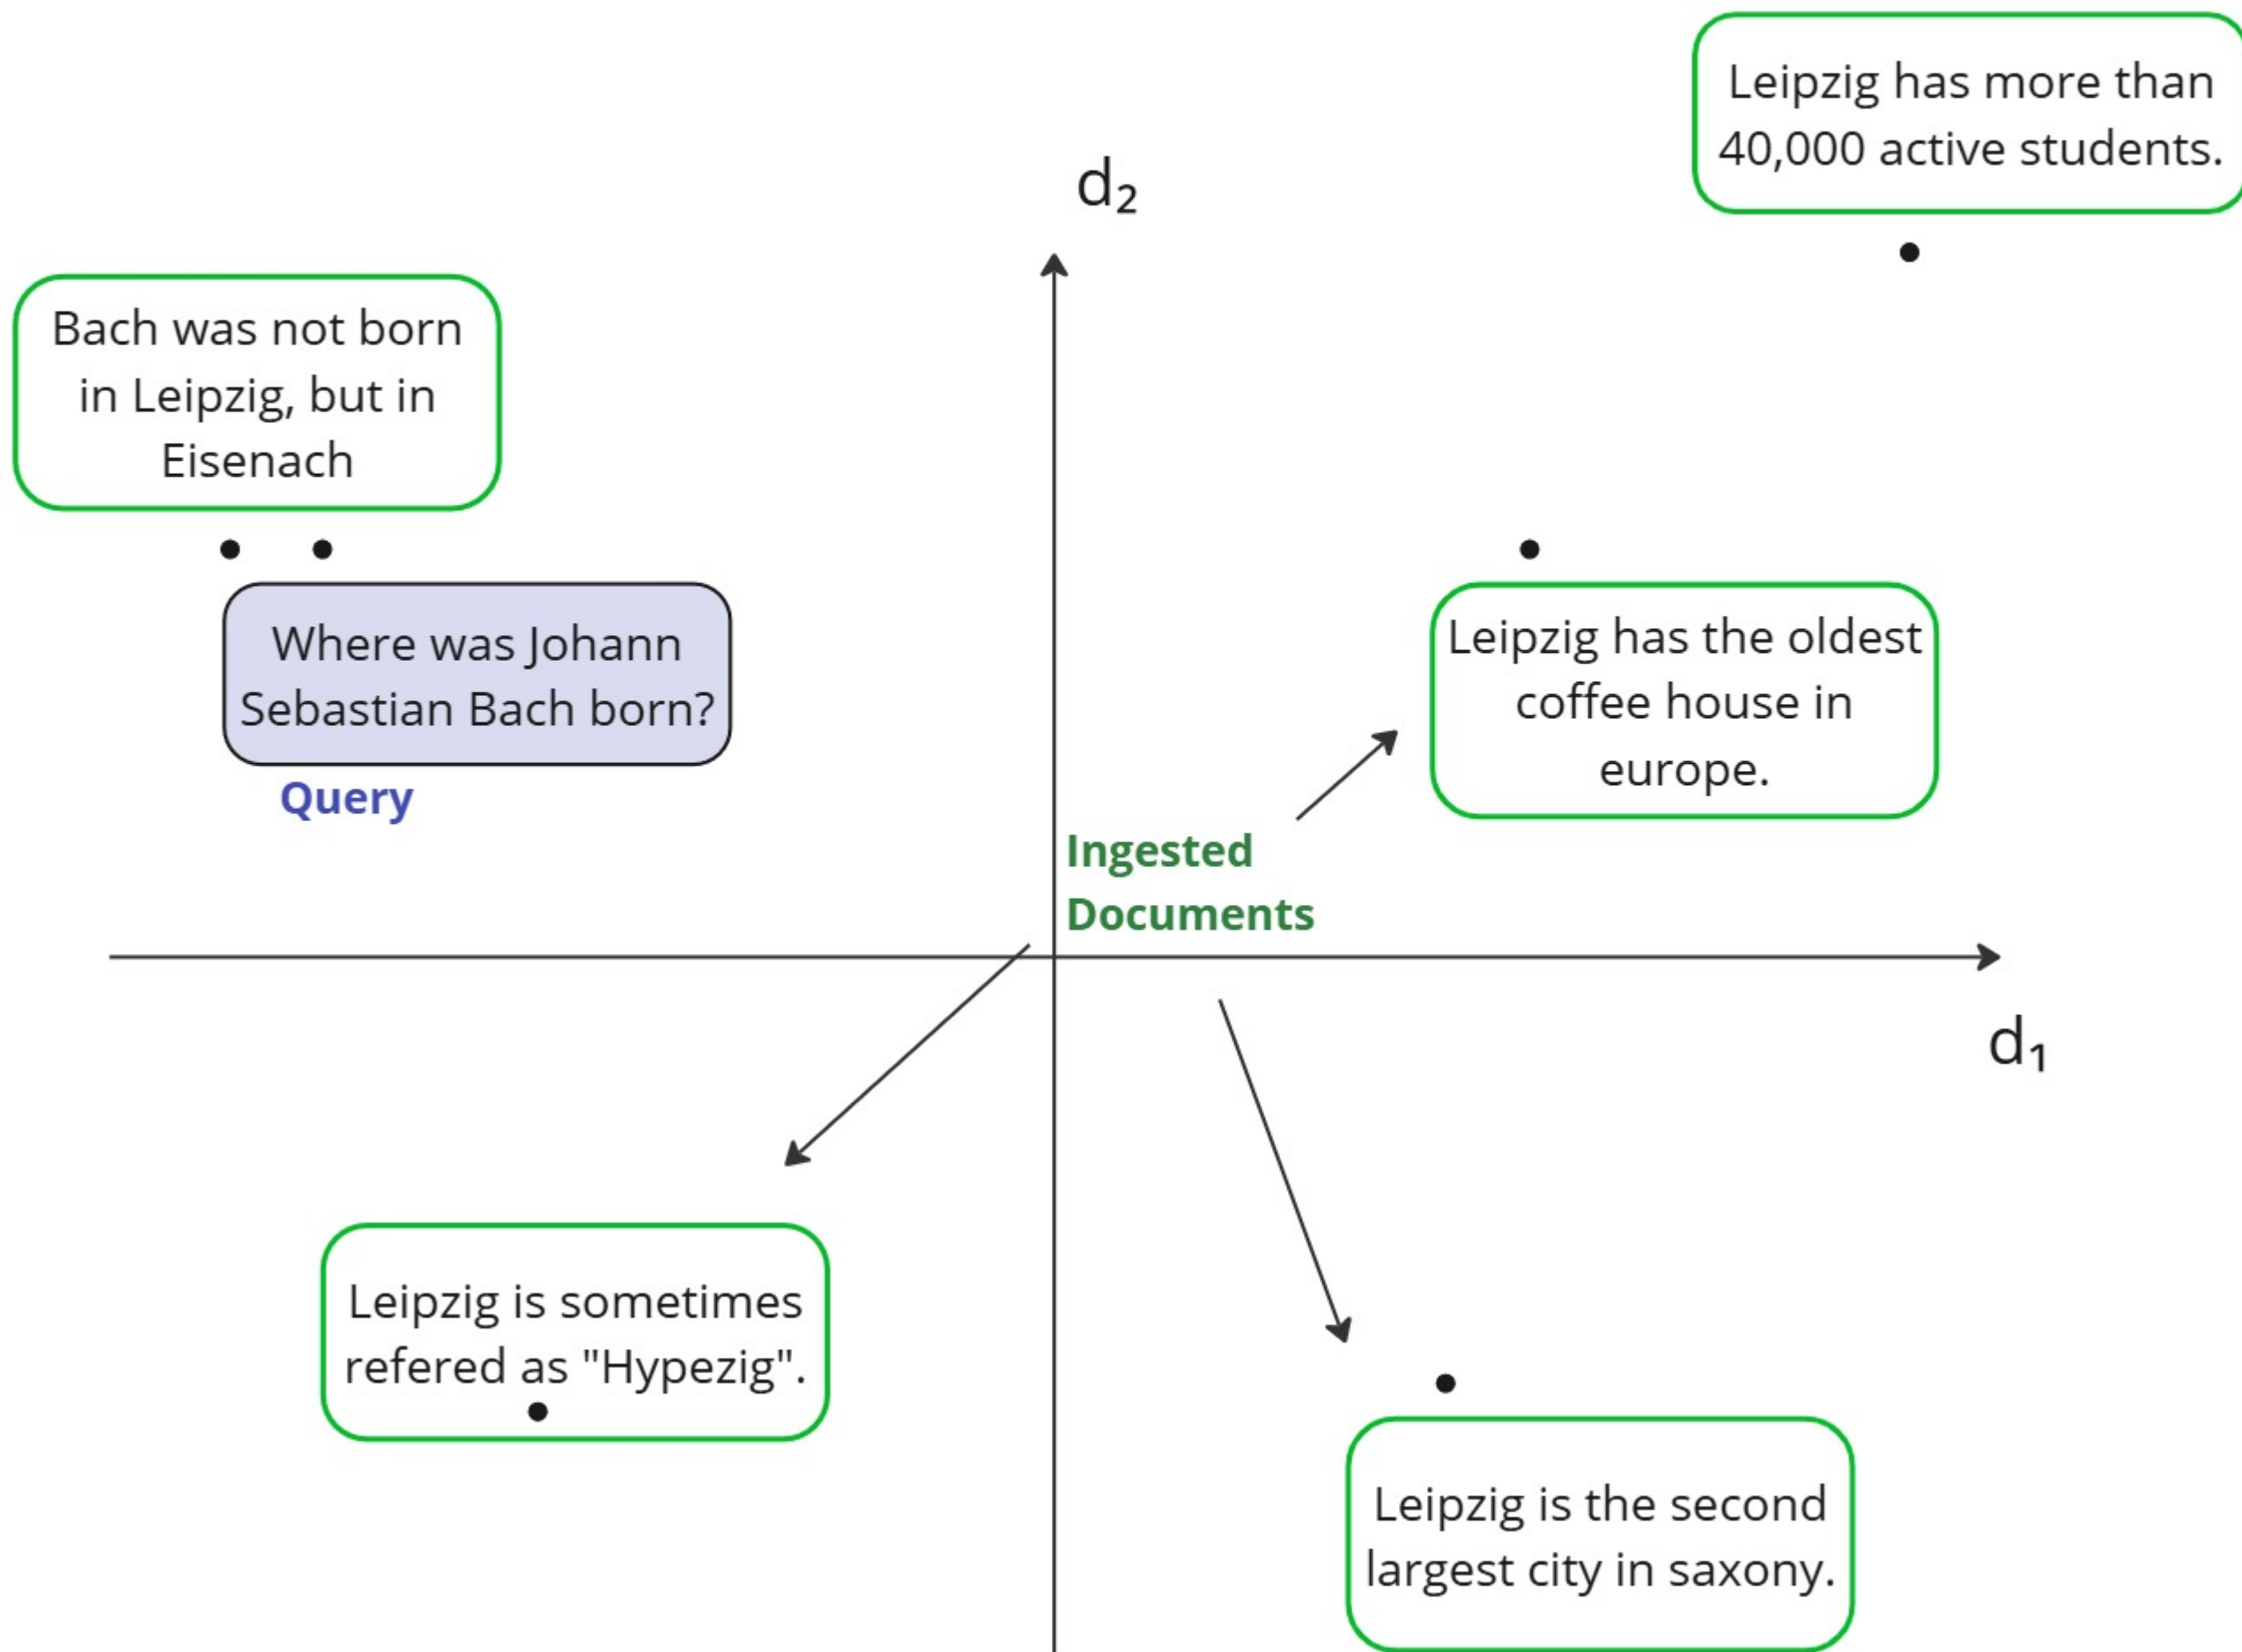 Leipzig has more than
40,000 active students.
d₂
Bach was not born
in Leipzig, but in
Eisenach
Where was Johann
Sebastian Bach born?
Query
Leipzig has the oldest
coffee house in
europe.
Ingested
Documents
d₁
Leipzig is sometimes
refered as "Hypezig".
Leipzig is the second
largest city in saxony.